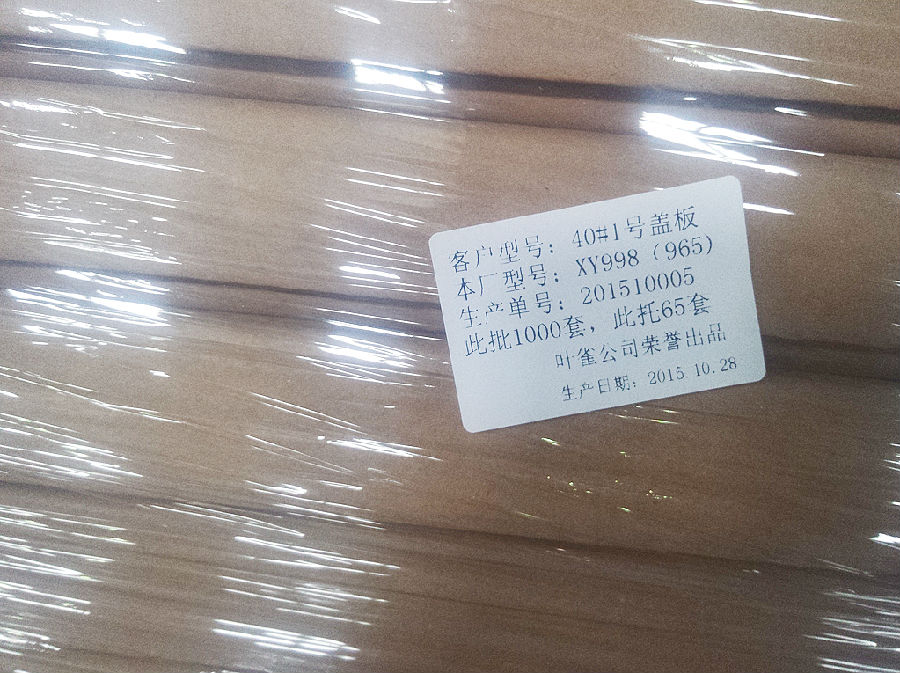 客户型号：40#1号盖板
本厂型号：XY998（965）
生产单号：201510005
此批1000套，此托65套
叶雀公司荣誉出品
生产日期：2015 10.28